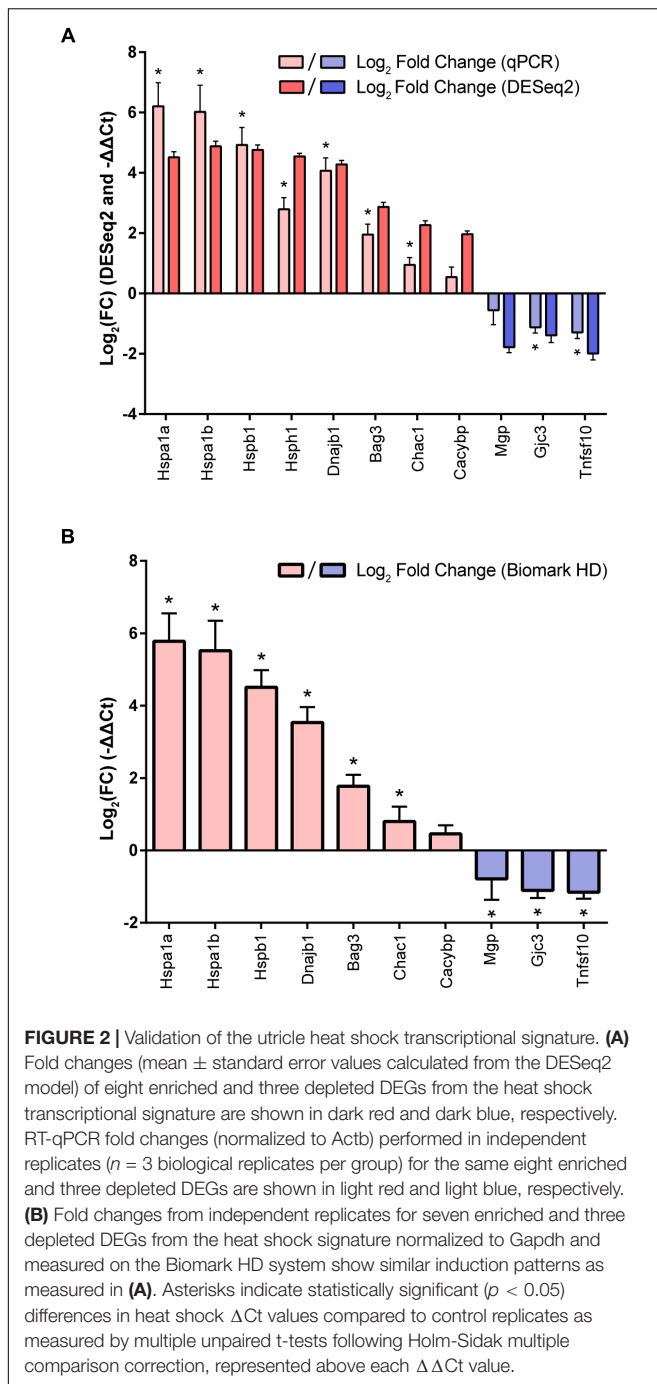 A
* / Log2 Fold Change (qPCR)
/ Log2 Fold Change (DESeq2)
Log2(FC) (DESeq2 and -ΔΔCt)
8
6
4
2
0
-2
-4
* * * * * * *
* *
Hspa1a
Hspa1b
Hspb1
Hsph1
Dnajb1
Bag3
Chac1
Cacybp
Mgp
Gjc3
Tnfsf10
B
/ Log2 Fold Change (Biomark HD)
Log2(FC) (-ΔΔCt)
8
6
4
2
0
-2
* * * * * *
* * *
Hspa1a
Hspa1b
Hspb1
Dnajb1
Bag3
Chac1
Cacybp
Mgp
Gjc3
Tnfsf10
FIGURE 2 | Validation of the utricle heat shock transcriptional signature. (A)
Fold changes (mean ± standard error values calculated from the DESeq2
model) of eight enriched and three depleted DEGs from the heat shock
transcriptional signature are shown in dark red and dark blue, respectively.
RT-qPCR fold changes (normalized to Actb) performed in independent
replicates (n = 3 biological replicates per group) for the same eight enriched
and three depleted DEGs are shown in light red and light blue, respectively.
(B) Fold changes from independent replicates for seven enriched and three
depleted DEGs from the heat shock signature normalized to Gapdh and
measured on the Biomark HD system show similar induction patterns as
measured in (A). Asterisks indicate statistically significant (p < 0.05)
differences in heat shock ΔCt values compared to control replicates as
measured by multiple unpaired t-tests following Holm-Sidak multiple
comparison correction, represented above each ΔΔCt value.